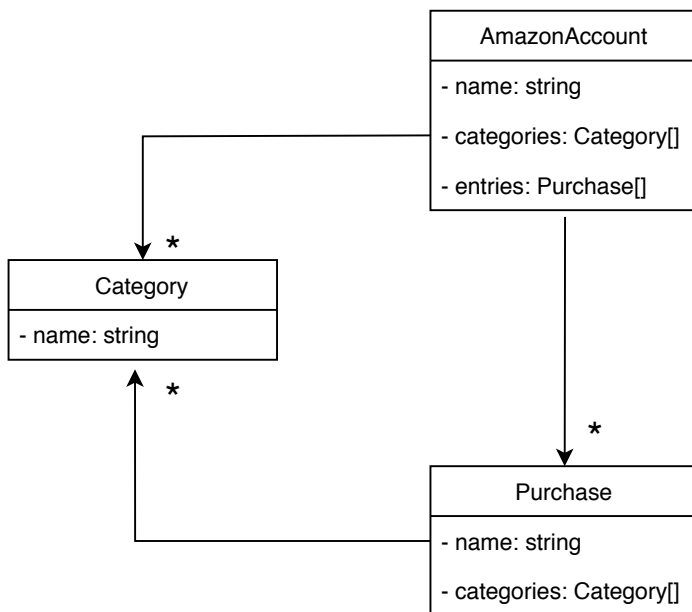 AmazonAccount
- name: string
- categories: Category[]
- entries: Purchase[]
*
Category
- name: string
*
*
Purchase
- name: string
- categories: Category[]